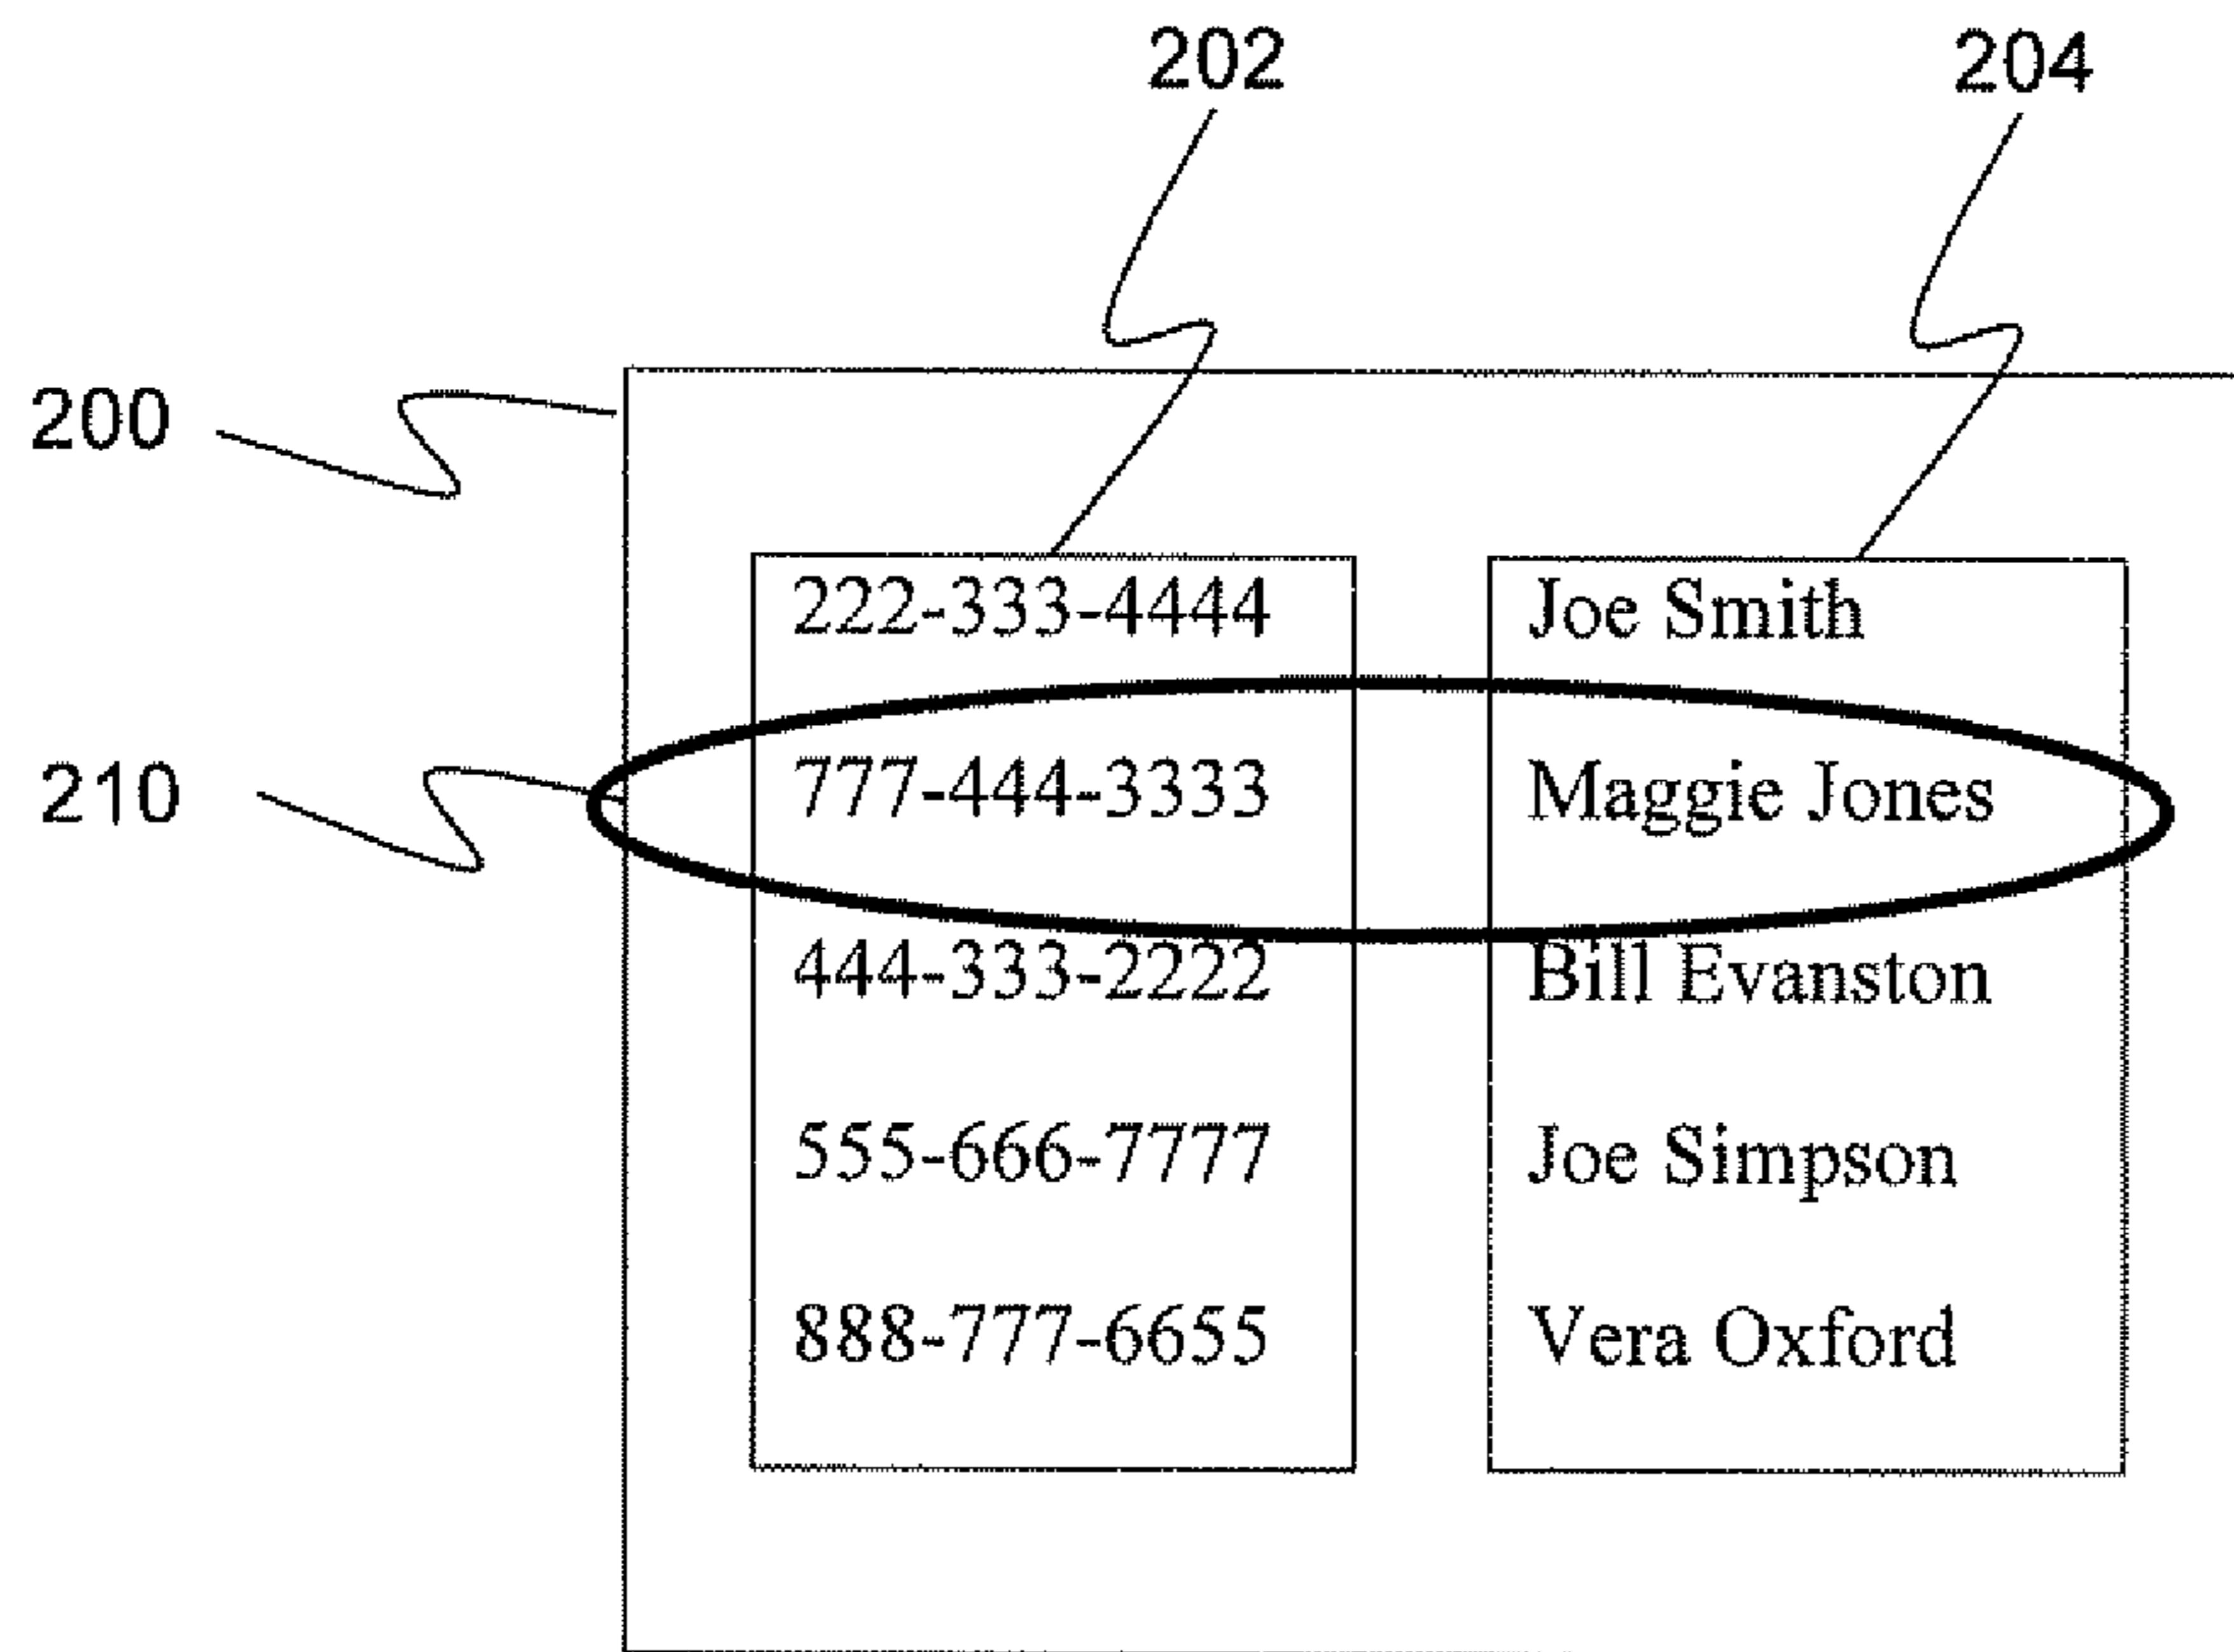 202 204
200
222-333-4444 Joe Smith
210 777-444-3333 Maggie Jones
444-333-2222 Bill Evanston
555-666-7777 Joe Simpson
888-777-6655 Vera Oxford